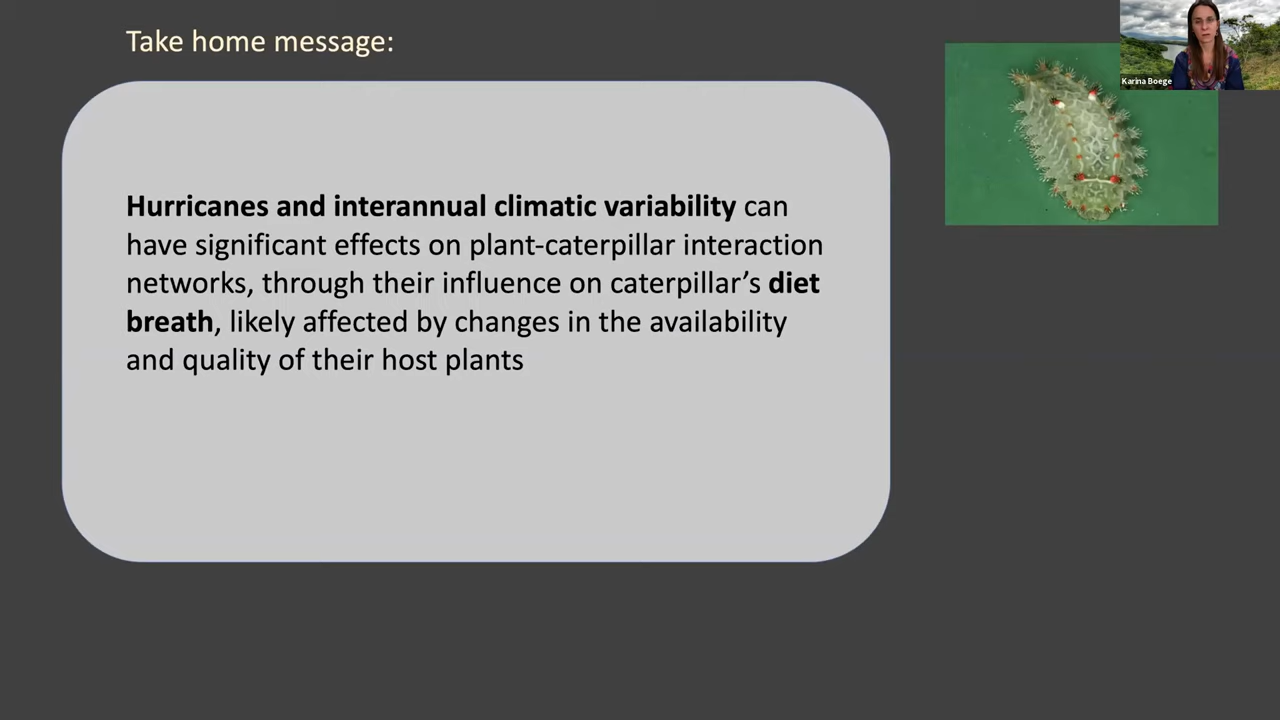 Take home message:
Karina Boege
Hurricanes and interannual climatic variability can
have significant effects on plant-caterpillar interaction
networks, through their influence on caterpillar’s diet
breath, likely affected by changes in the availability
and quality of their host plants